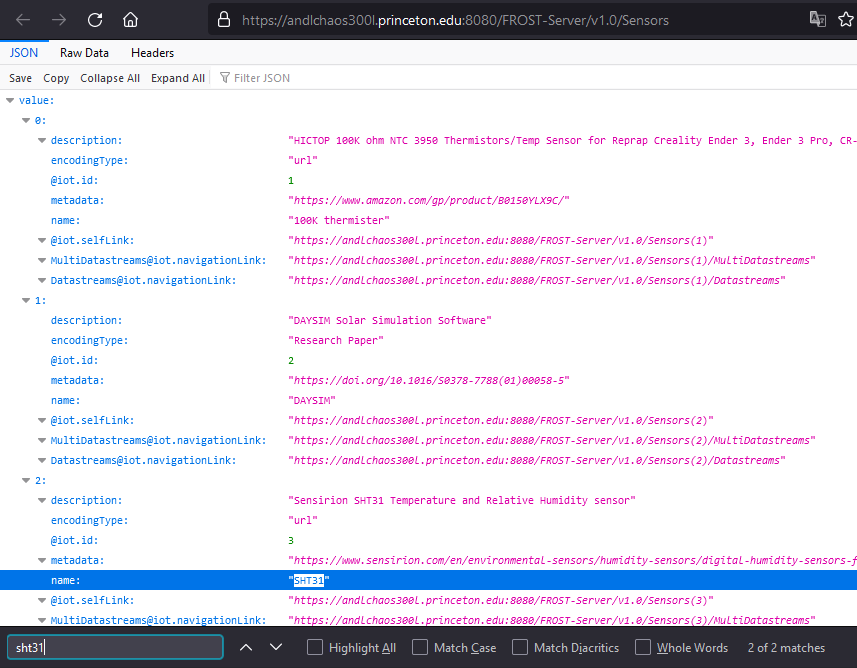 https://andlchaos300l.princeton.edu:8080/FROST-Server/v1.0/Sensors
JSON Raw Data Headers
Save Copy Collapse All Expand All Filter JSON
value:
0:
description: "HICTOP 100K ohm NTC 3950 Thermistors/Temp Sensor for Reprap Creality Ender 3, Ender 3 Pro, CR-
encodingType: "url"
@iot.id: 1
metadata: "https://www.amazon.com/gp/product/B0150YLX9C/"
name: "100K thermister"
@iot.selfLink: "https://andlchaos300l.princeton.edu:8080/FROST-Server/v1.0/Sensors(1)"
MultiDatastreams@iot.navigationLink: "https://andlchaos300l.princeton.edu:8080/FROST-Server/v1.0/Sensors(1)/MultiDatastreams"
Datastreams@iot.navigationLink: "https://andlchaos300l.princeton.edu:8080/FROST-Server/v1.0/Sensors(1)/Datastreams"
1:
description: "DAYSIM Solar Simulation Software"
encodingType: "Research Paper"
@iot.id: 2
metadata: "https://doi.org/10.1016/S0378-7788(01)00058-5"
name: "DAYSIM"
@iot.selfLink: "https://andlchaos300l.princeton.edu:8080/FROST-Server/v1.0/Sensors(2)"
MultiDatastreams@iot.navigationLink: "https://andlchaos300l.princeton.edu:8080/FROST-Server/v1.0/Sensors(2)/MultiDatastreams"
Datastreams@iot.navigationLink: "https://andlchaos300l.princeton.edu:8080/FROST-Server/v1.0/Sensors(2)/Datastreams"
2:
description: "Sensirion SHT31 Temperature and Relative Humidity sensor"
encodingType: "url"
@iot.id: 3
metadata: "https://www.sensirion.com/en/environmental-sensors/humidity-sensors/digital-humidity-sensors-f
name: "SHT31"
@iot.selfLink: "https://andlchaos300l.princeton.edu:8080/FROST-Server/v1.0/Sensors(3)"
MultiDatastreams@iot.navigationLink: "https://andlchaos300l.princeton.edu:8080/FROST-Server/v1.0/Sensors(3)/MultiDatastreams"
sht31 Highlight All Match Case Match Diacritics Whole Words 2 of 2 matches